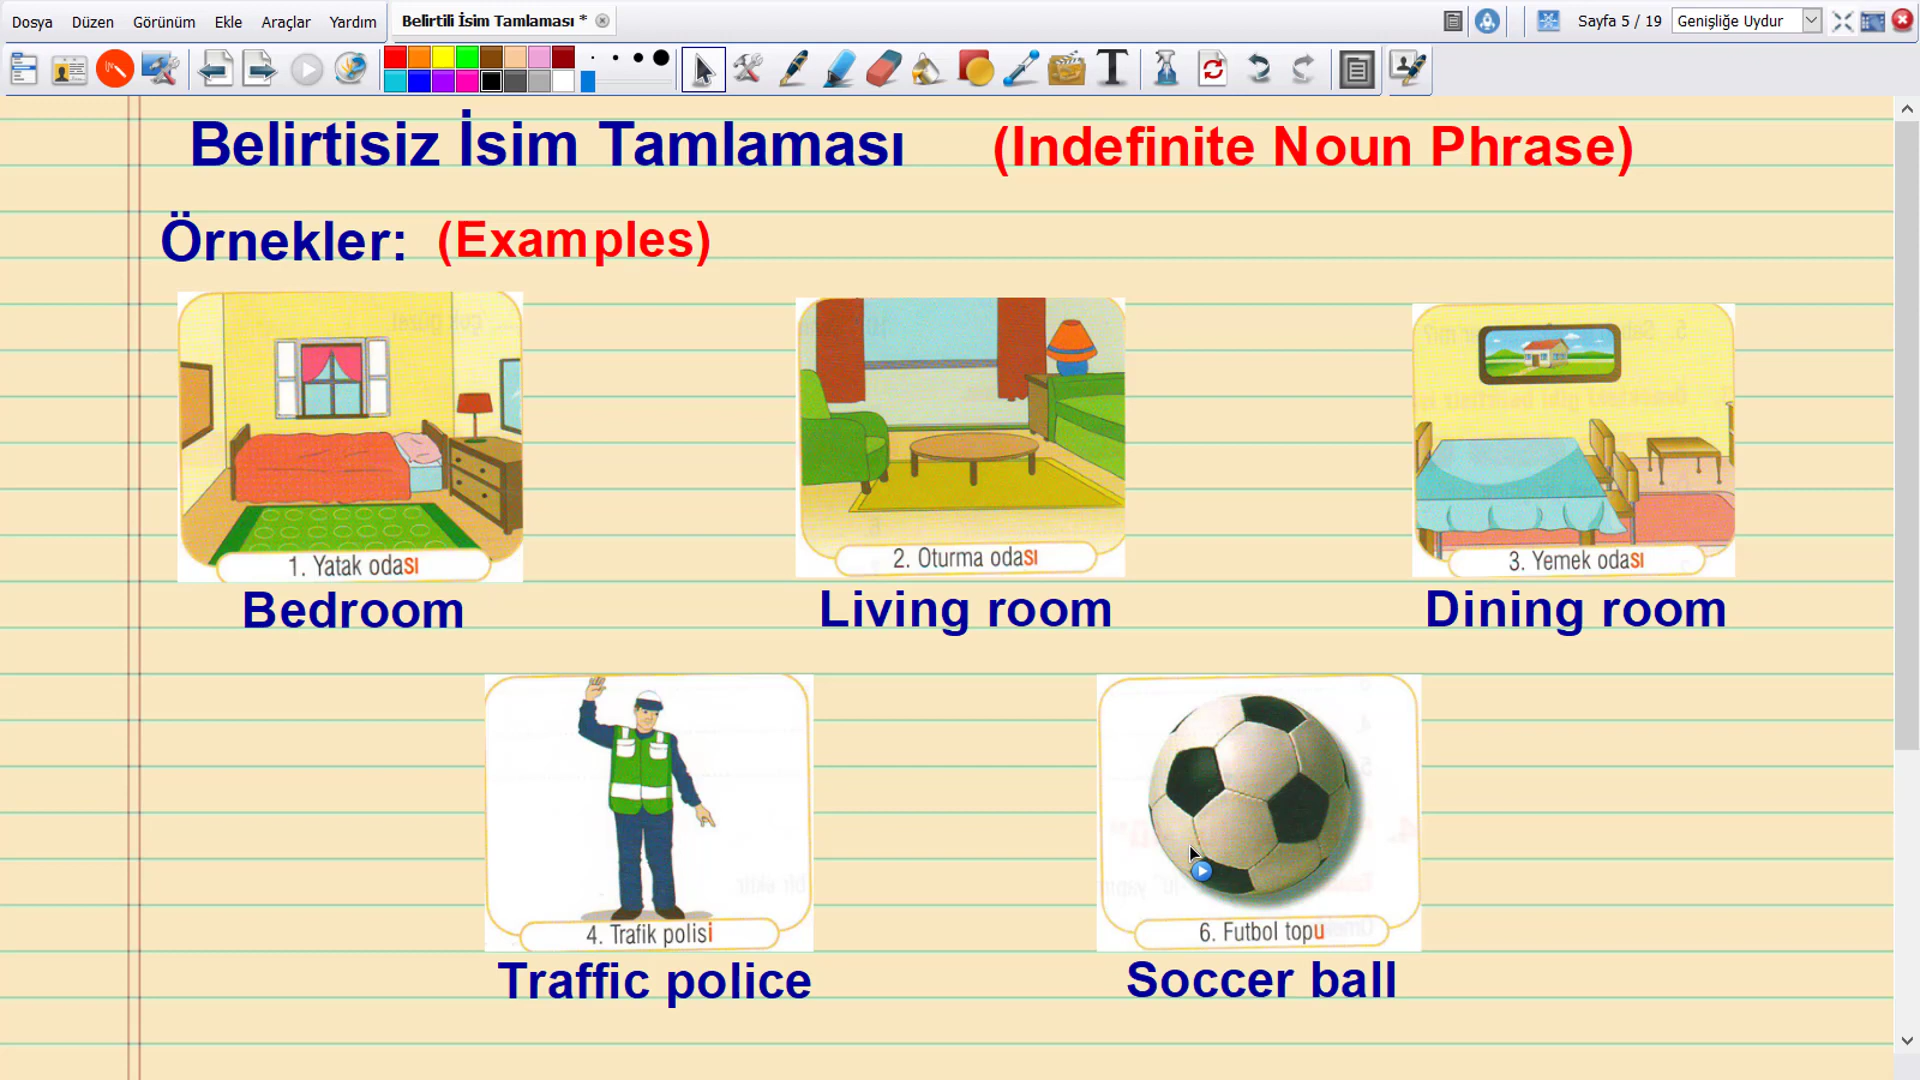 Dosya Düzen Görünüm Ekle Araçlar Yardım Belirtili İsim Tamlaması * Sayfa 5 / 19 Genişliğe Uydur
Belirtisiz İsim Tamlaması (Indefinite Noun Phrase)
Örnekler: (Examples)
1. Yatak odası
2. Oturma odası
3. Yemek odası
Bedroom
Living room
Dining room
4. Trafik polisi
6. Futbol topu
Traffic police
Soccer ball